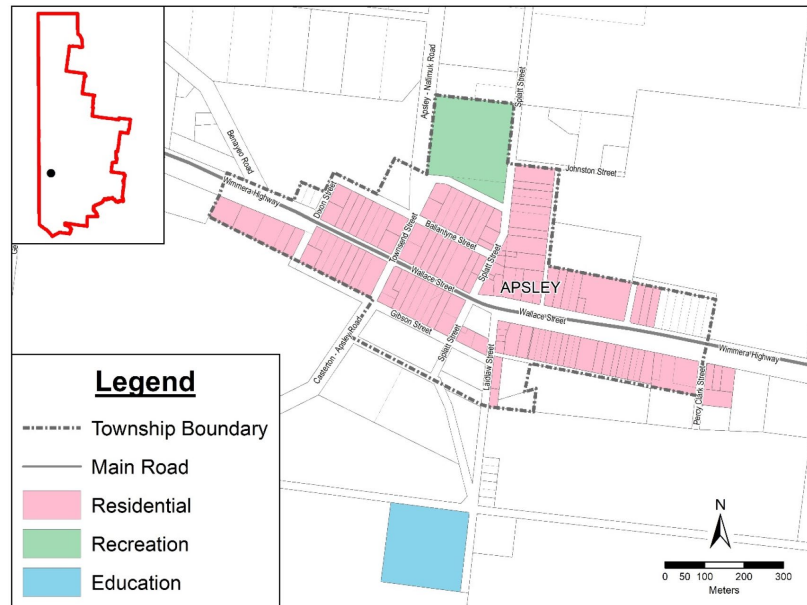 Apsley - Natimuk Road
Splatt Street
Benayeo Road
Johnston Street
Wimmera Highway
Dixon Street
Townsend Street
Ballantyne Street
Splatt Street
APSLEY
Wallace Street
Wallace Street
Gibson Street
Splatt Street
Casterton - Apsley Road
Laidlew Street
Wimmera Highway
Percy Clark Street
Legend
Township Boundary
Main Road
Residential
Recreation
Education
N
0 50 100 200 300
Meters